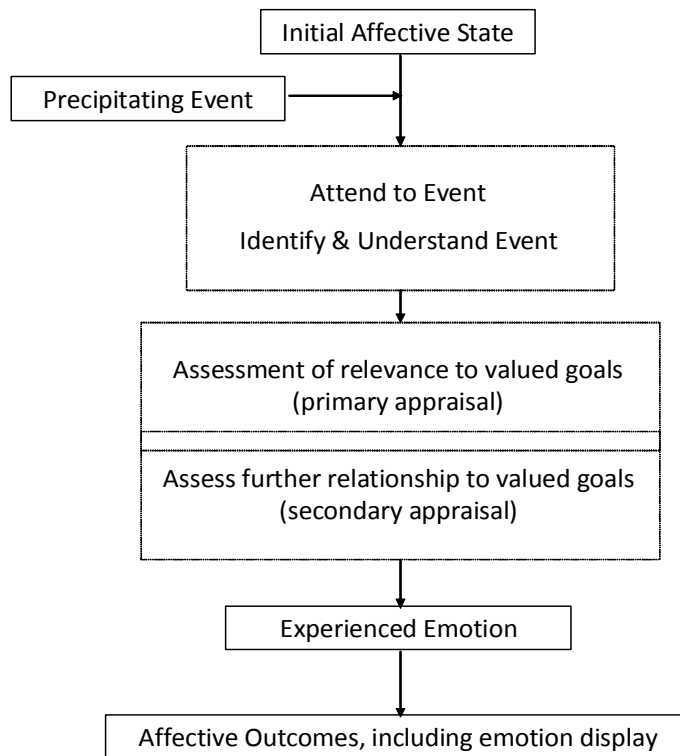 Initial Affective State
Precipitating Event
Attend to Event
Identify & Understand Event
Assessment of relevance to valued goals
(primary appraisal)
Assess further relationship to valued goals
(secondary appraisal)
Experienced Emotion
Affective Outcomes, including emotion display